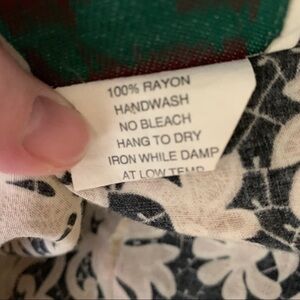 100% RAYON
HANDWASH
NO BLEACH
HANG TO DRY
IRON WHILE DAMP
AT LOW TEMP